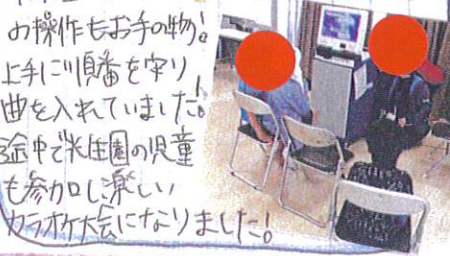 の操作もお手の物!
上手に順番を守り
曲を入れていました!
途中で米住園の児童
も参加し楽しい
カラオケ大会になりました!